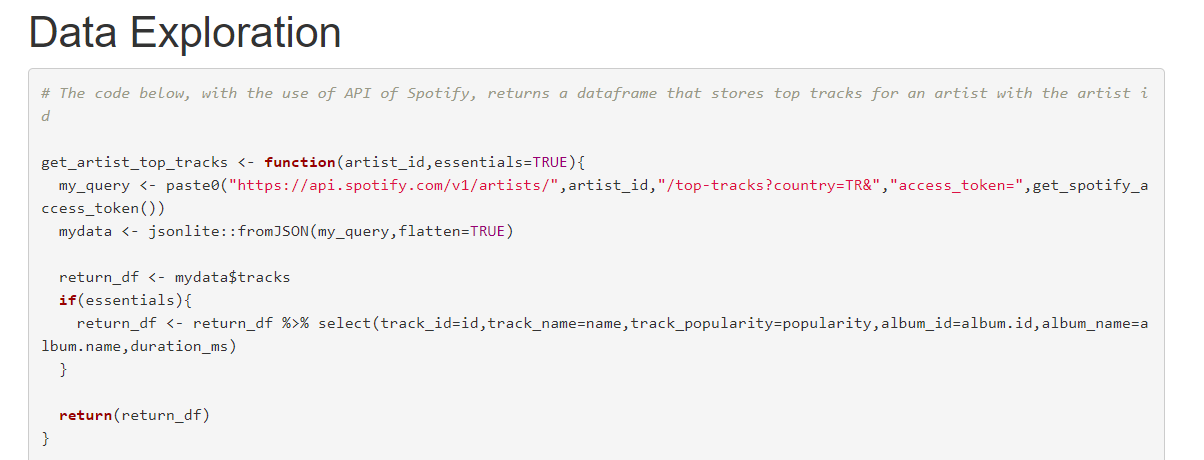 Data Exploration
# The code below, with the use of API of Spotify, returns a dataframe that stores top tracks for an artist with the artist i
d
get_artist_top_tracks <- function(artist_id,essentials=TRUE){
  my_query <- paste0("https://api.spotify.com/v1/artists/",artist_id,"/top-tracks?country=TR&","access_token=",get_spotify_a
ccess_token())
  mydata <- jsonlite::fromJSON(my_query,flatten=TRUE)
  return_df <- mydata$tracks
  if(essentials){
    return_df <- return_df %>% select(track_id=id,track_name=name,track_popularity=popularity,album_id=album.id,album_name=a
lbum.name,duration_ms)
  }
  return(return_df)
}